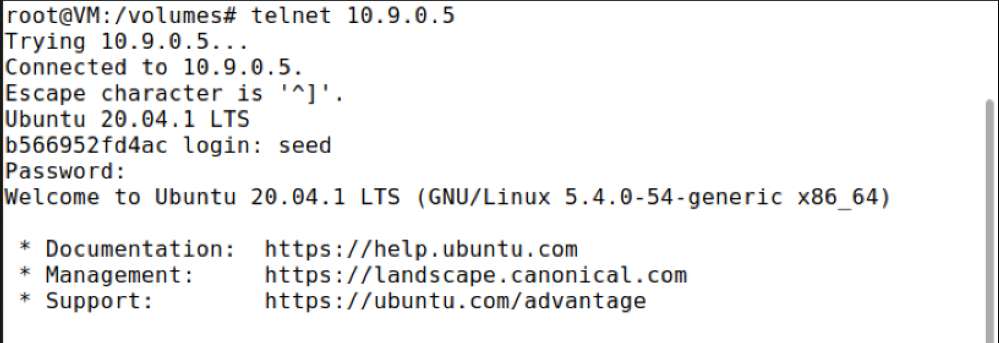 root@VM:/volumes# telnet 10.9.0.5
Trying 10.9.0.5...
Connected to 10.9.0.5.
Escape character is '^]'.
Ubuntu 20.04.1 LTS
b566952fd4ac login: seed
Password:
Welcome to Ubuntu 20.04.1 LTS (GNU/Linux 5.4.0-54-generic x86_64)
* Documentation:  https://help.ubuntu.com
* Management:     https://landscape.canonical.com
* Support:        https://ubuntu.com/advantage